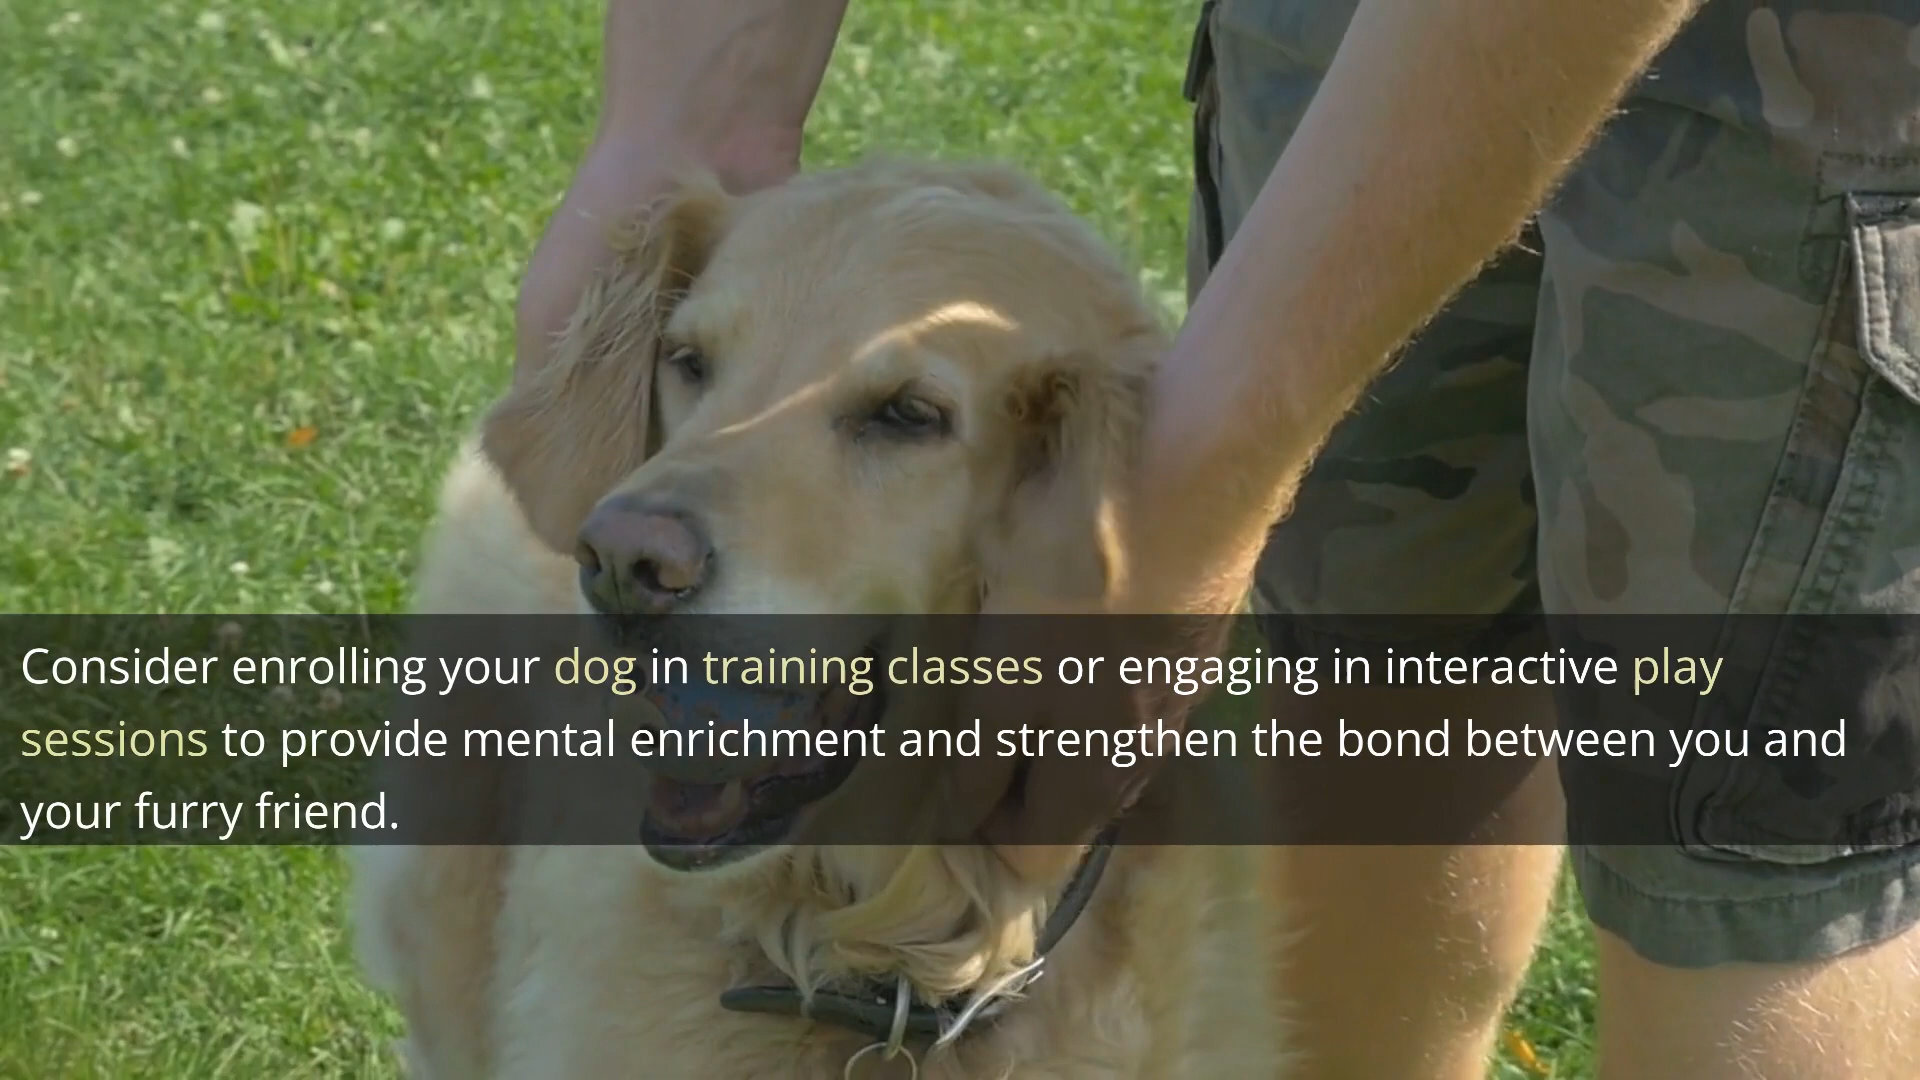 Consider enrolling your dog in training classes or engaging in interactive play
sessions to provide mental enrichment and strengthen the bond between you and
your furry friend.